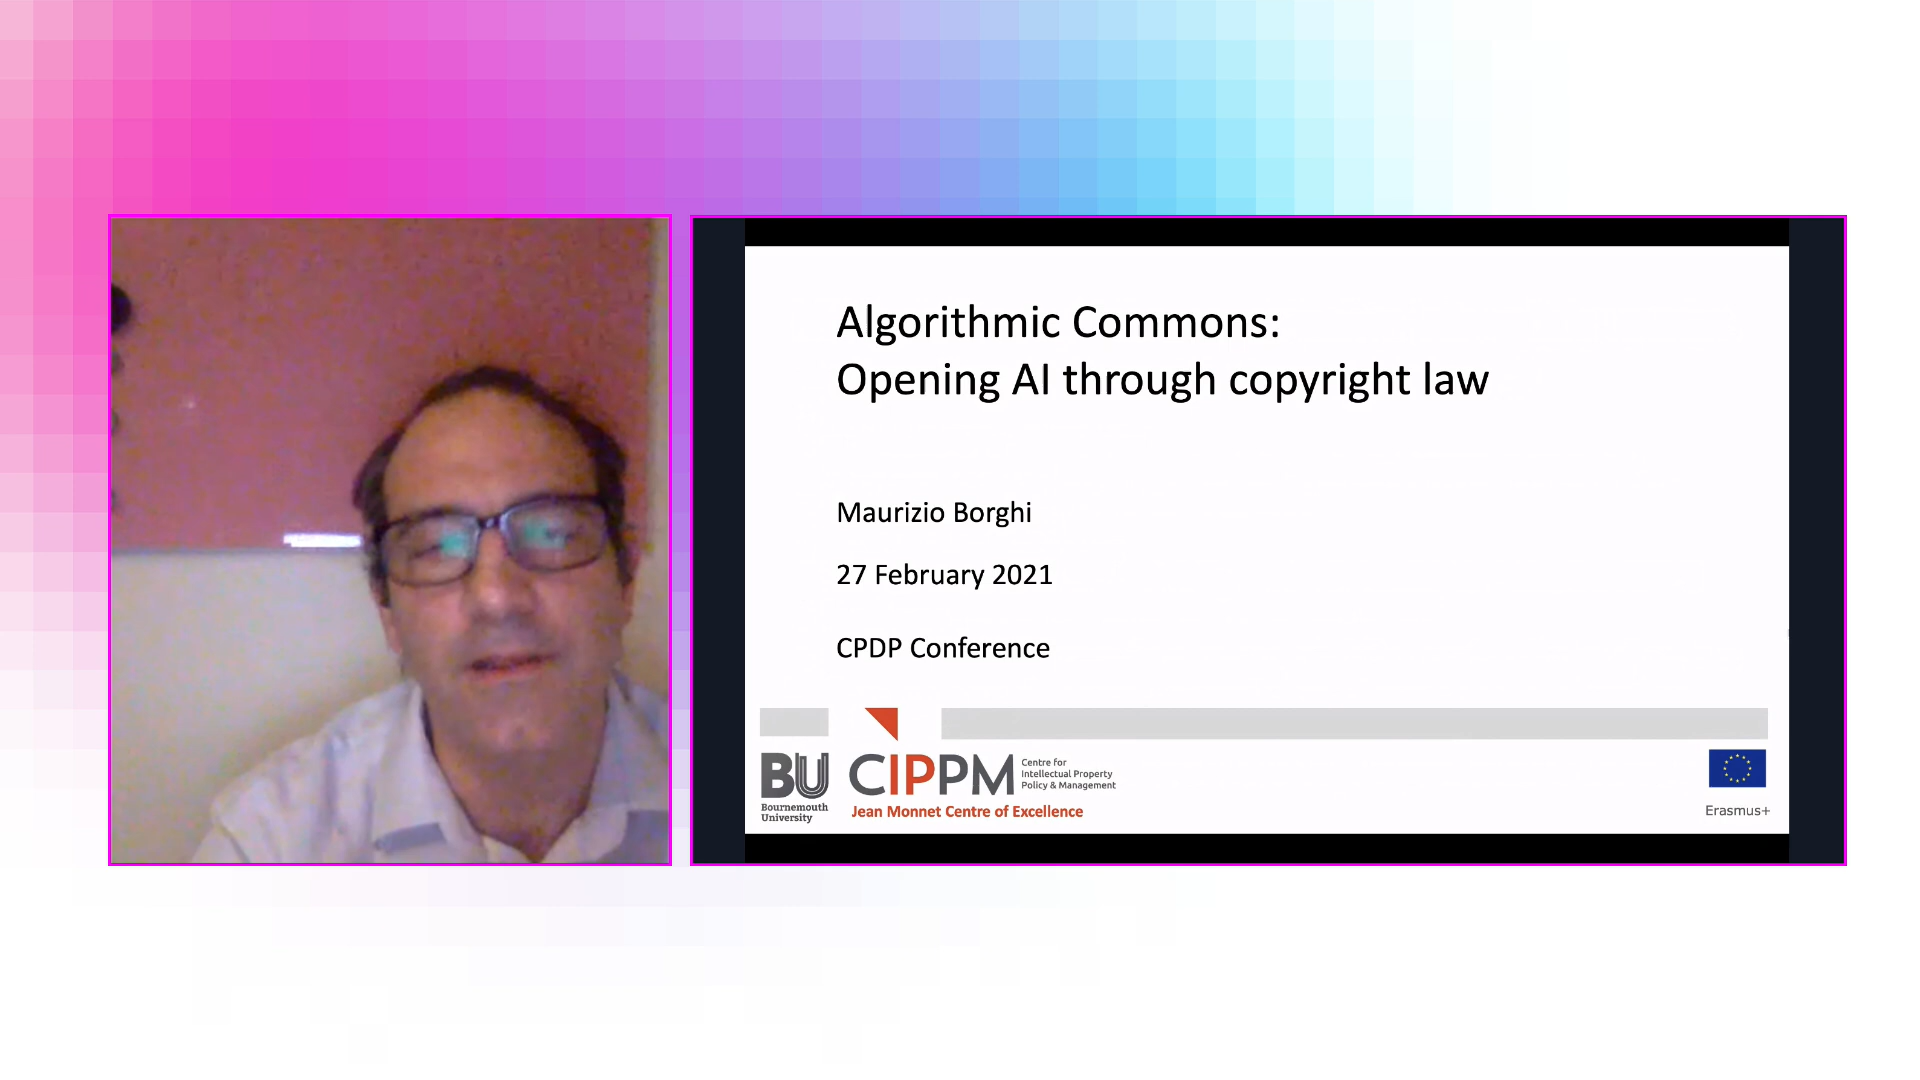 Algorithmic Commons:
Opening AI through copyright law
Maurizio Borghi
27 February 2021
CPDP Conference
BU
Bournemouth
University
CIPPM
Centre for
Intellectual Property
Policy & Management
Jean Monnet Centre of Excellence
Erasmus+